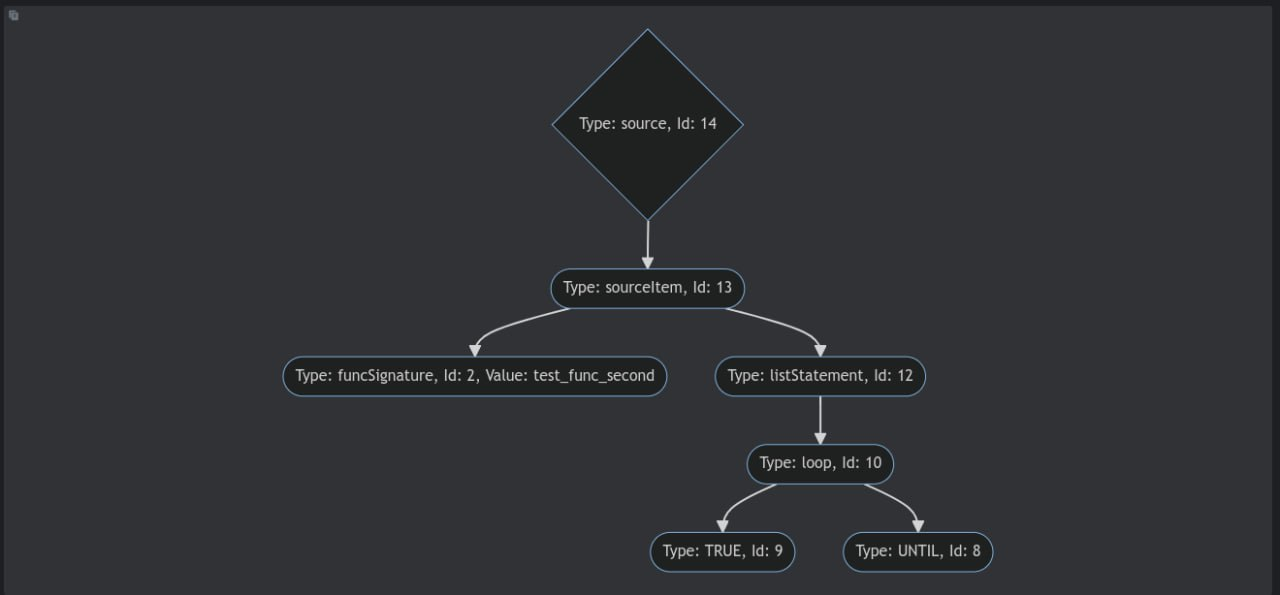 Type: source, Id: 14
Type: sourceItem, Id: 13
Type: funcSignature, Id: 2, Value: test_func_second
Type: listStatement, Id: 12
Type: loop, Id: 10
Type: TRUE, Id: 9
Type: UNTIL, Id: 8